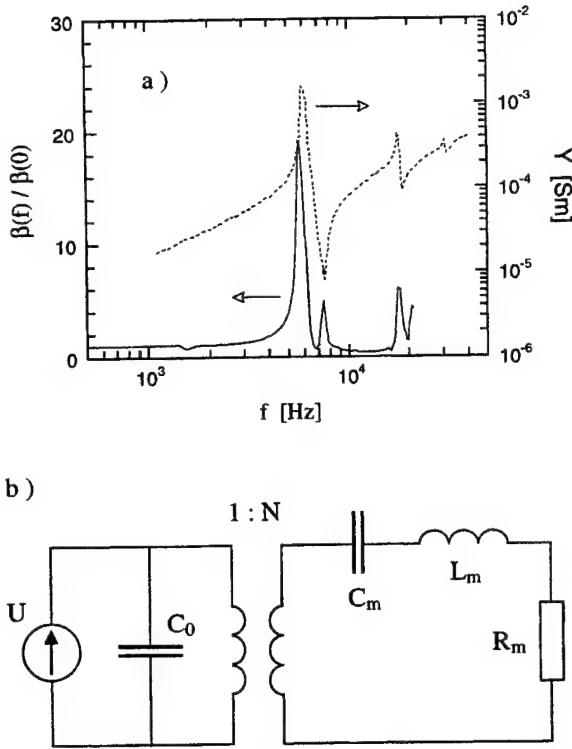 a )
30
20
10
0
β(f) / β(0)
10³
10⁴
f [Hz]
10⁻²
10⁻³
10⁻⁴
10⁻⁵
10⁻⁶
Y [Sm]
b )
1 : N
U
C₀
Cₘ
Lₘ
Rₘ